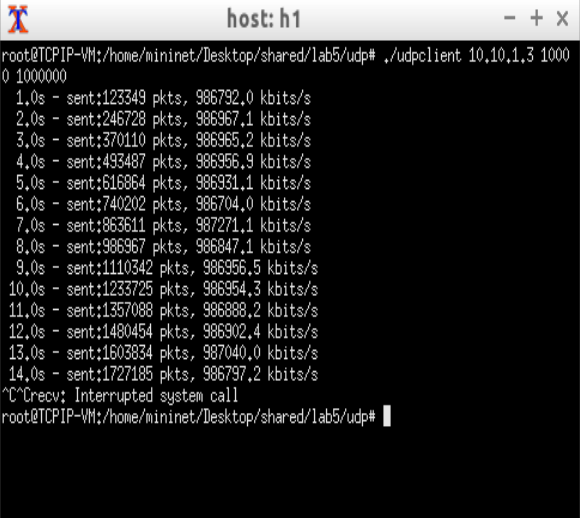 host: h1
root@TCPIP-VM:/home/mininet/Desktop/shared/lab5/udp# ./udpclient 10.10.1.3 1000
0 1000000
1.0s - sent:123349 pkts, 986792.0 kbits/s
2.0s - sent:246728 pkts, 986967.1 kbits/s
3.0s - sent:370110 pkts, 986965.2 kbits/s
4.0s - sent:493487 pkts, 986956.9 kbits/s
5.0s - sent:616864 pkts, 986931.1 kbits/s
6.0s - sent:740202 pkts, 986704.0 kbits/s
7.0s - sent:863611 pkts, 987271.1 kbits/s
8.0s - sent:986967 pkts, 986847.1 kbits/s
9.0s - sent:1110342 pkts, 986956.5 kbits/s
10.0s - sent:1233725 pkts, 986954.3 kbits/s
11.0s - sent:1357088 pkts, 986888.2 kbits/s
12.0s - sent:1480454 pkts, 986902.4 kbits/s
13.0s - sent:1603834 pkts, 987040.0 kbits/s
14.0s - sent:1727185 pkts, 986797.2 kbits/s
^C^Crecv: Interrupted system call
root@TCPIP-VM:/home/mininet/Desktop/shared/lab5/udp#